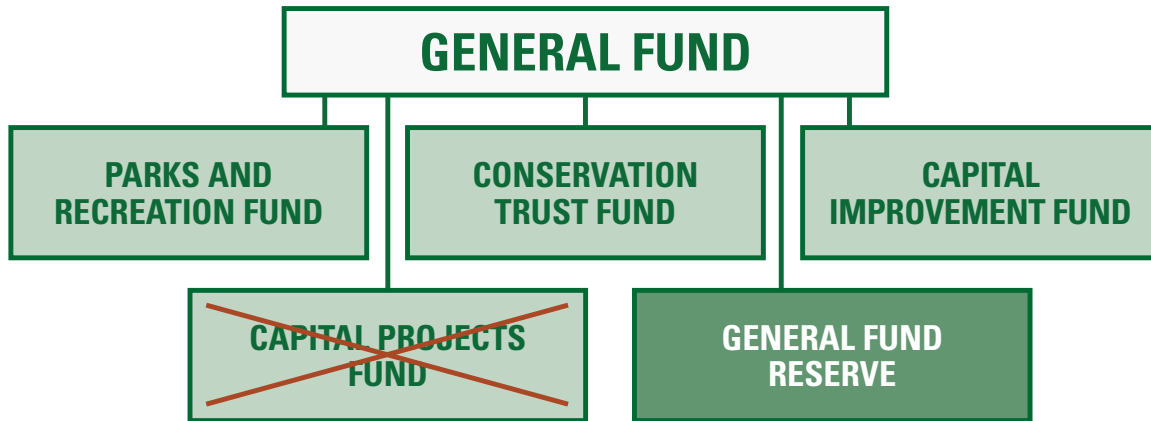 GENERAL FUND
PARKS AND
RECREATION FUND
CONSERVATION
TRUST FUND
CAPITAL
IMPROVEMENT FUND
CAPITAL PROJECTS
FUND
GENERAL FUND
RESERVE